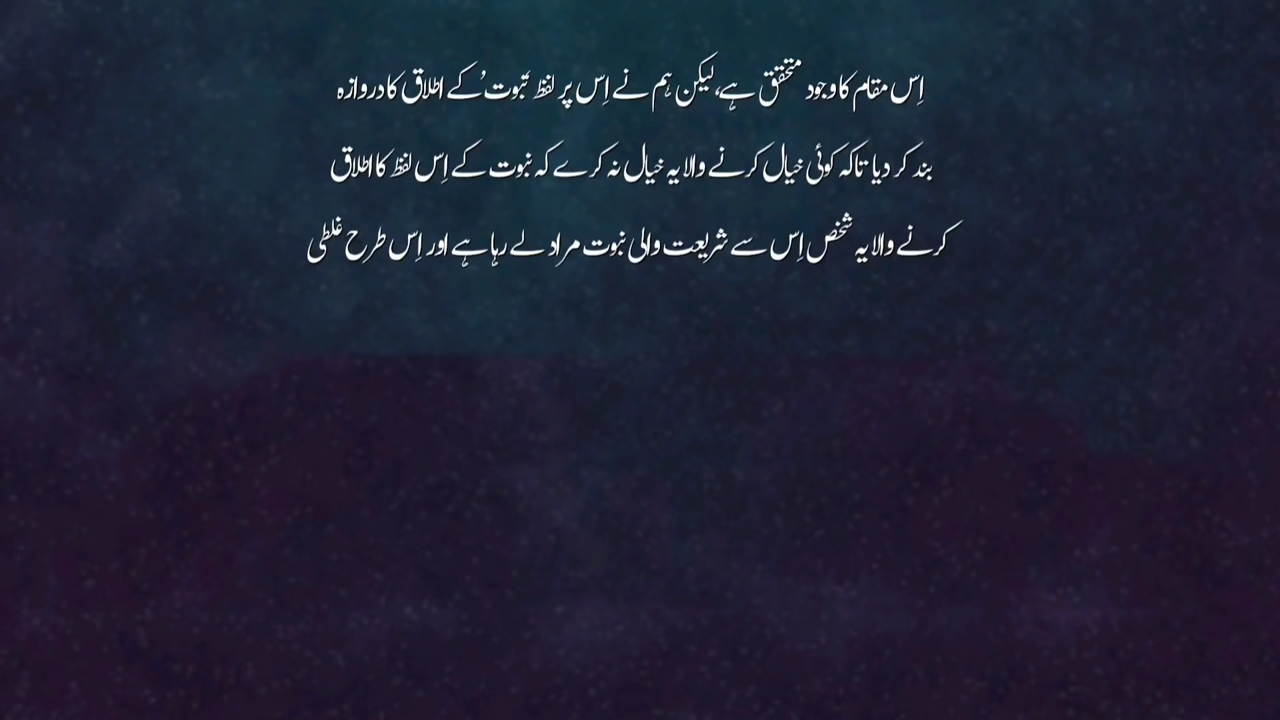 اِس مقام کا وجود متحقق ہے، لیکن ہم نے اِس پر لفظ ’نبوت‘ کے اطلاق کا دروازہ
بند کر دیا تاکہ کوئی خیال کرنے والا یہ خیال نہ کرے کہ نبوت کے اِس لفظ کا اطلاق
کرنے والا یہ شخص اِس سے شریعت والی نبوت مراد لے رہا ہے اور اِس طرح غلطی